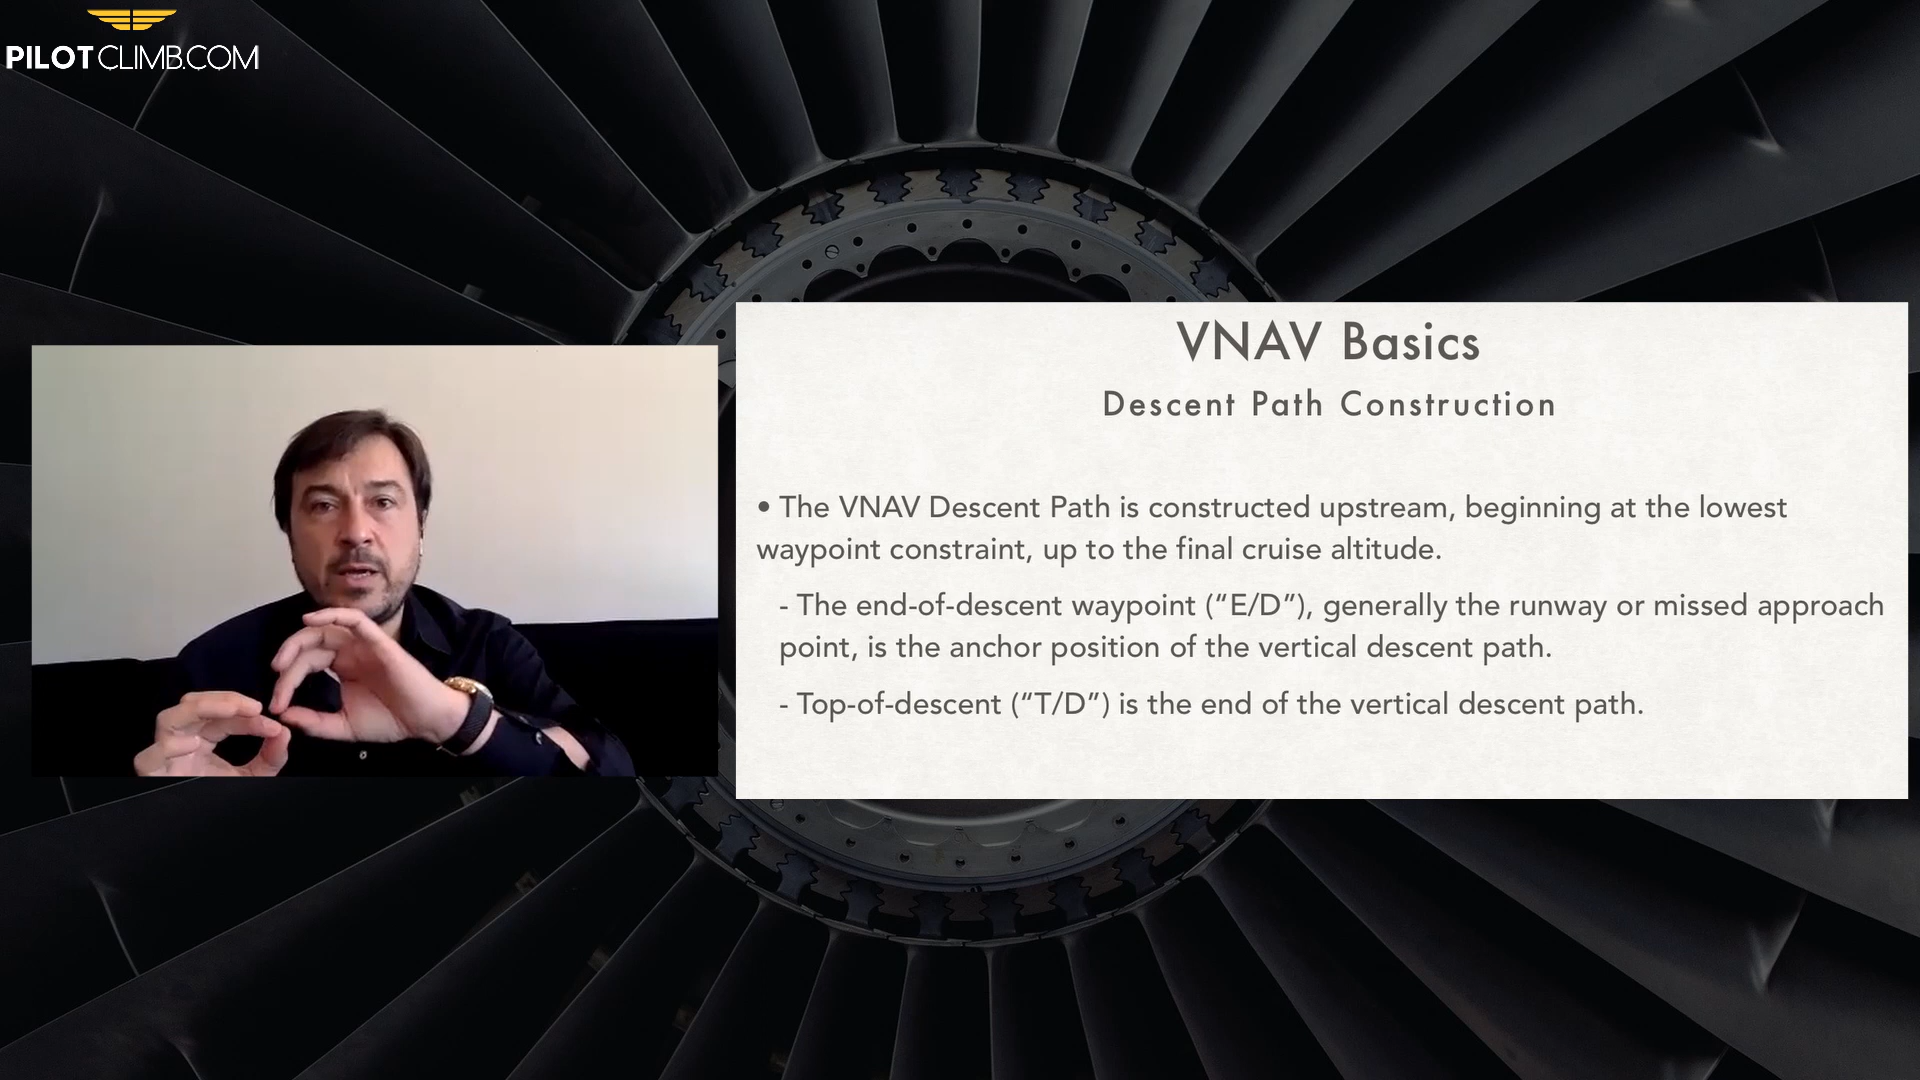 PILOTCLIMB.COM
VNAV Basics
Descent Path Construction
• The VNAV Descent Path is constructed upstream, beginning at the lowest
waypoint constraint, up to the final cruise altitude.
- The end-of-descent waypoint (“E/D”), generally the runway or missed approach
point, is the anchor position of the vertical descent path.
- Top-of-descent (“T/D”) is the end of the vertical descent path.